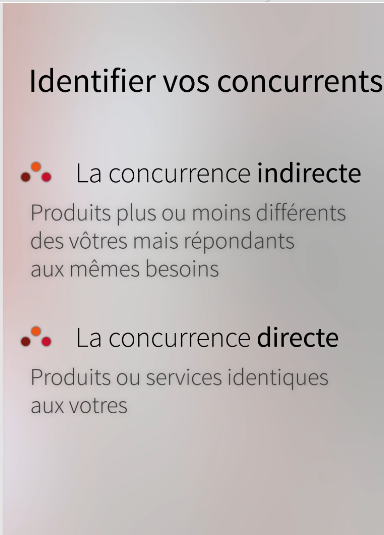 Identifier vos concurrents
La concurrence indirecte
Produits plus ou moins différents
des vôtres mais répondants
aux mêmes besoins
La concurrence directe
Produits ou services identiques
aux votres